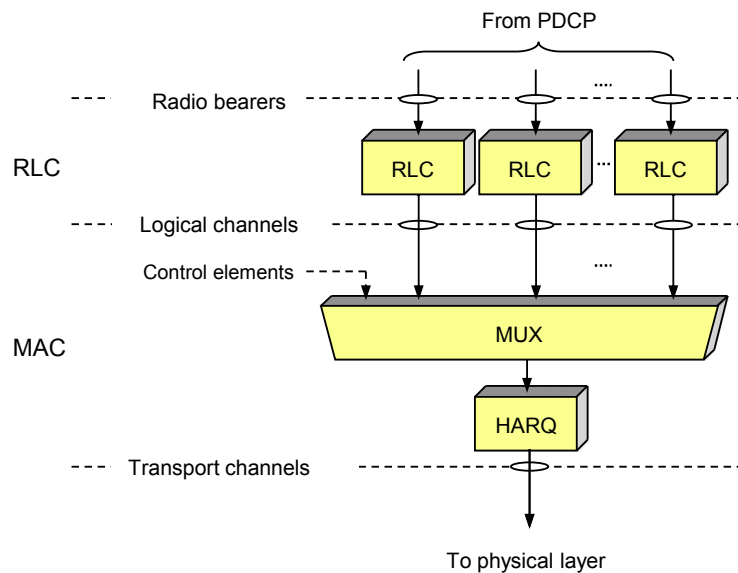 From PDCP
....
Radio bearers
RLC
RLC RLC ... RLC
Logical channels
Control elements
....
MUX
MAC
HARQ
Transport channels
To physical layer